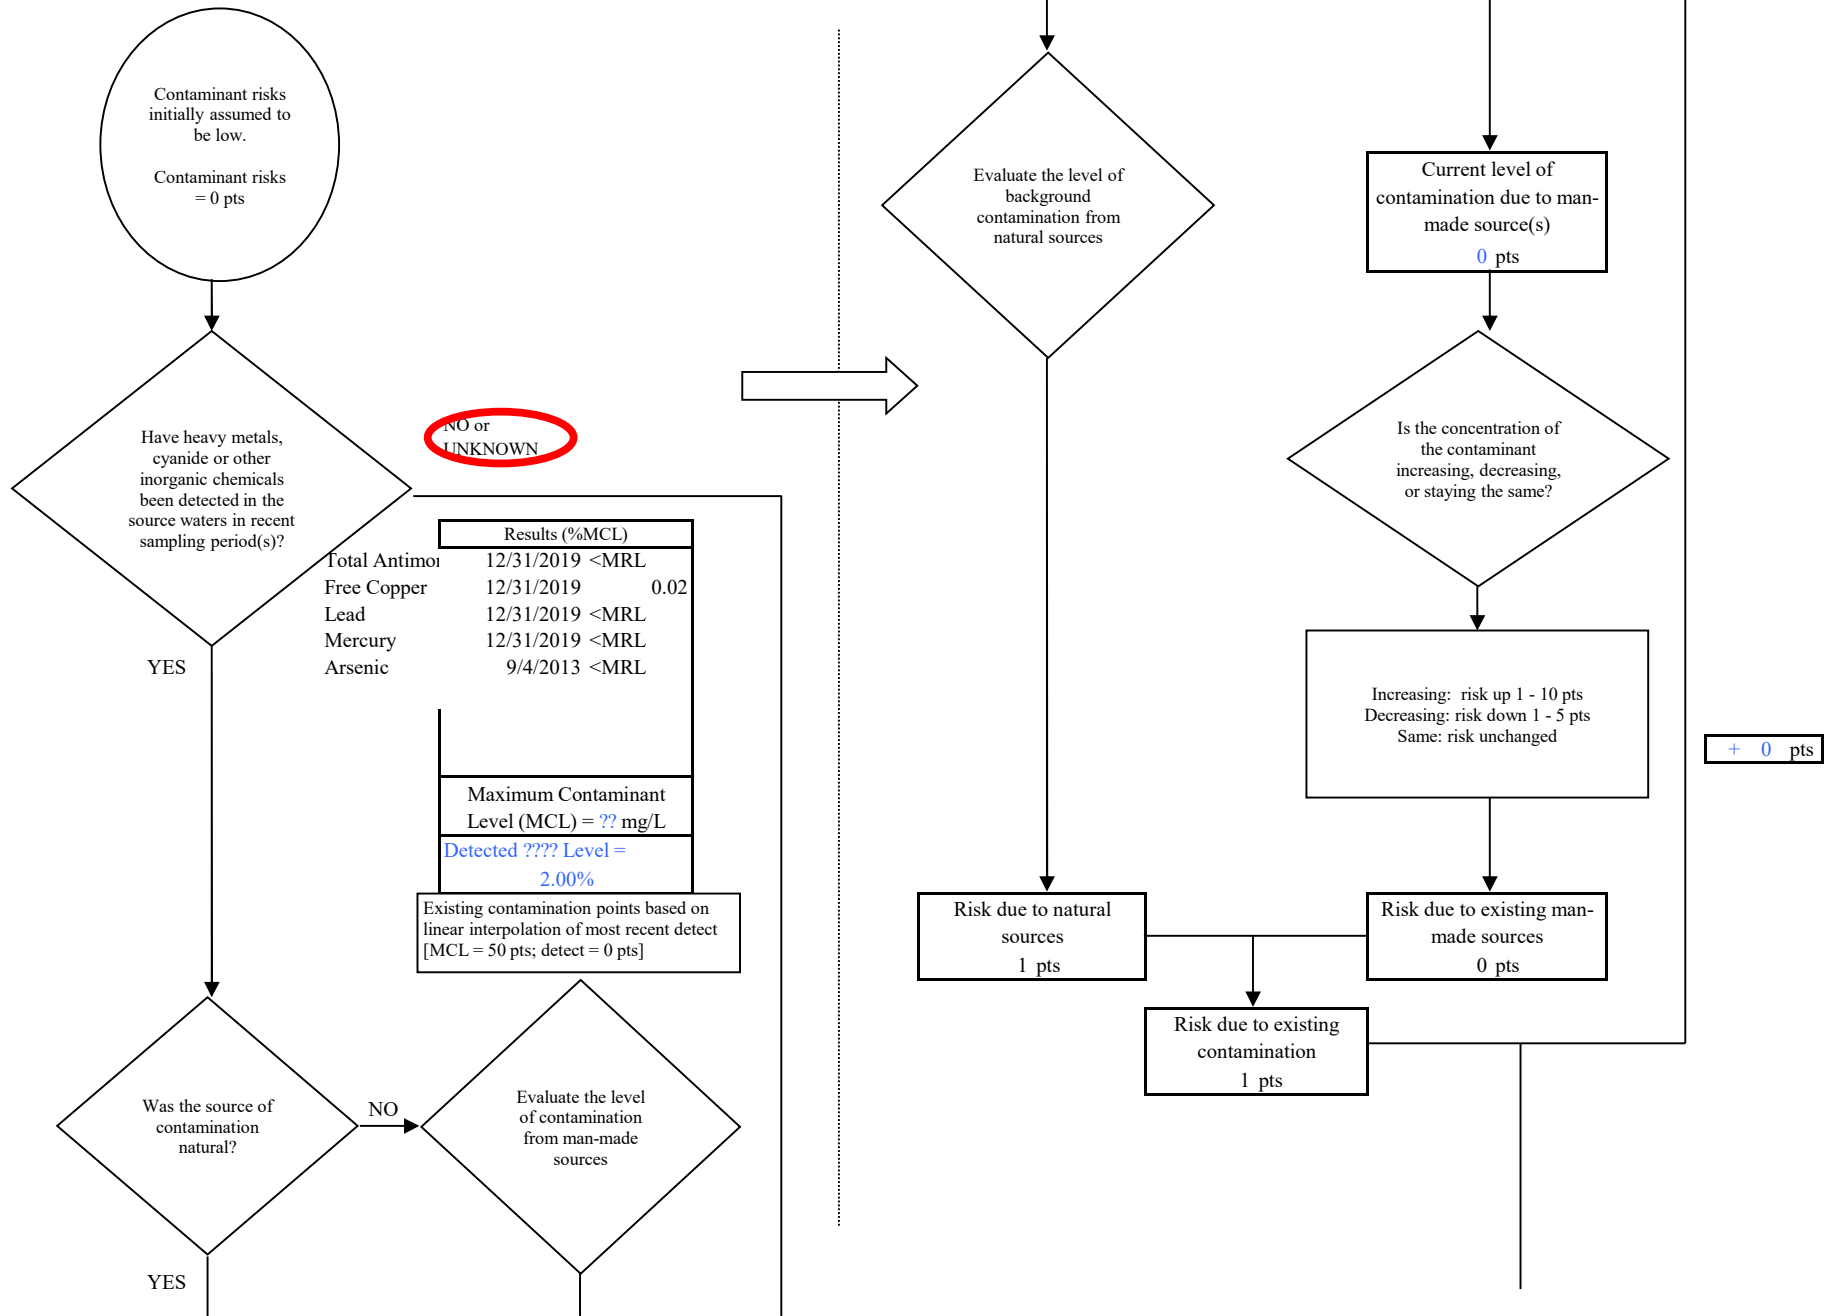 Contaminant risks
initially assumed to
be low.
Contaminant risks
= 0 pts
Have heavy metals,
cyanide or other
inorganic chemicals
been detected in the
source waters in recent
sampling period(s)?
NO or
UNKNOWN
YES
Results (%MCL)
Total Antimo 12/31/2019 <MRL
Free Copper 12/31/2019 0.02
Lead 12/31/2019 <MRL
Mercury 12/31/2019 <MRL
Arsenic 9/4/2013 <MRL
Maximum Contaminant
Level (MCL) = ?? mg/L
Detected ???? Level =
2.00%
Existing contamination points based on
linear interpolation of most recent detect
[MCL = 50 pts; detect = 0 pts]
Was the source of
contamination
natural?
NO
YES
Evaluate the level
of contamination
from man-made
sources
Evaluate the level of
background
contamination from
natural sources
Current level of
contamination due to man-
made source(s)
0 pts
Is the concentration of
the contaminant
increasing, decreasing,
or staying the same?
Increasing: risk up 1 - 10 pts
Decreasing: risk down 1 - 5 pts
Same: risk unchanged
+ 0 pts
Risk due to natural
sources
1 pts
Risk due to existing man-
made sources
0 pts
Risk due to existing
contamination
1 pts